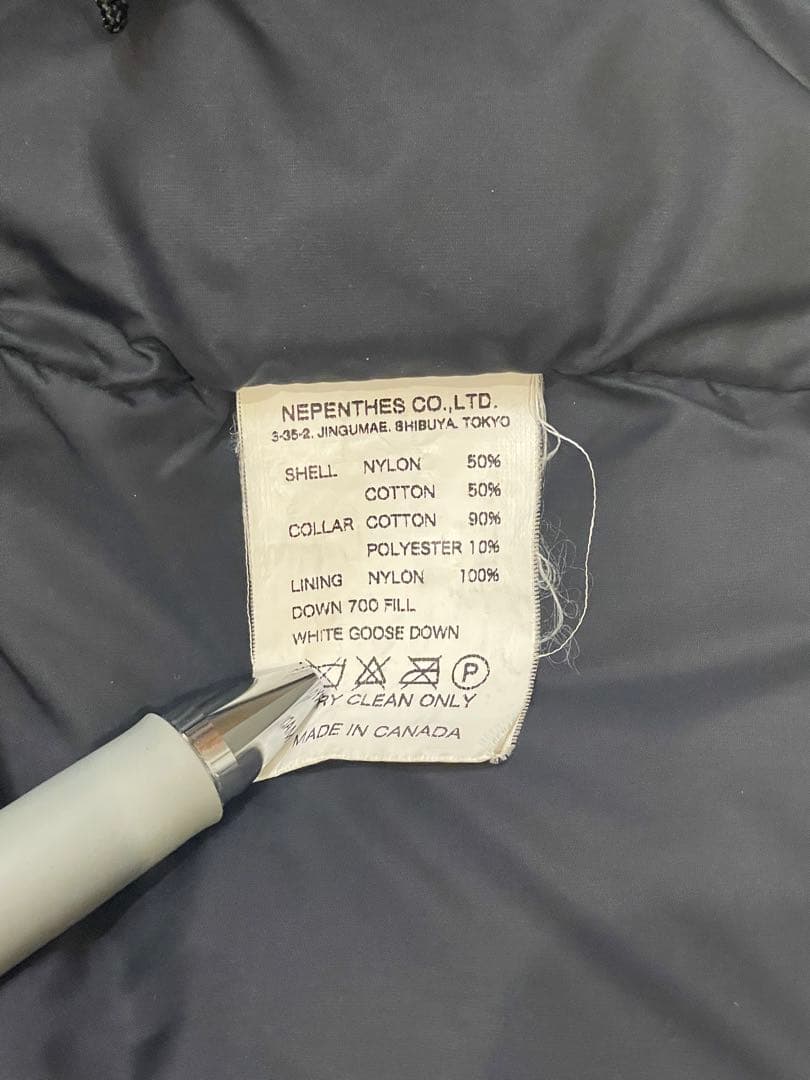 NEPENTHES CO.,LTD.
3-35-2. JINGUMAE. SHIBUYA. TOKYO
SHELL NYLON 50%
COTTON 50%
COLLAR COTTON 90%
POLYESTER 10%
LINING NYLON 100%
DOWN 700 FILL
WHITE GOOSE DOWN
P
CLEAN ONLY
MADE IN CANADA